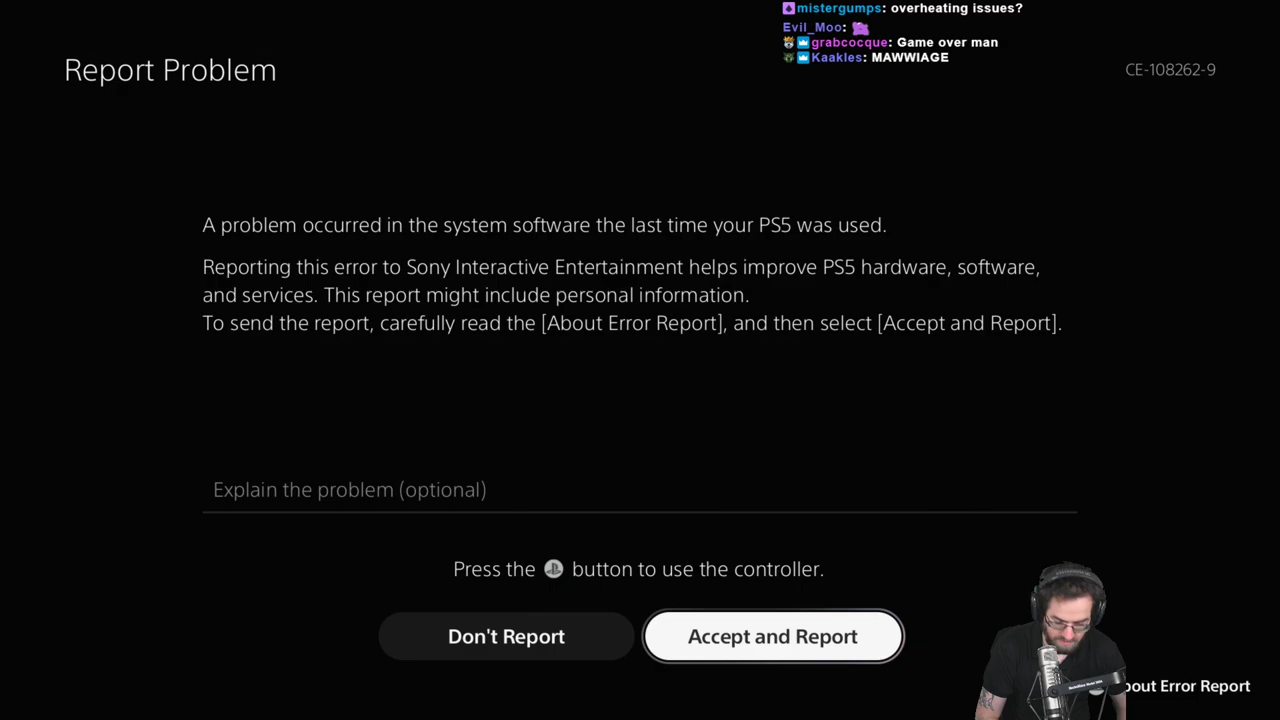 mistergumps: overheating issues?
Evil_Moo:
grabcocque: Game over man
Kaakles: MAWWIAGE
Report Problem
CE-108262-9
A problem occurred in the system software the last time your PS5 was used.
Reporting this error to Sony Interactive Entertainment helps improve PS5 hardware, software,
and services. This report might include personal information.
To send the report, carefully read the [About Error Report], and then select [Accept and Report].
Explain the problem (optional)
Press the button to use the controller.
Don't Report
Accept and Report
bout Error Report